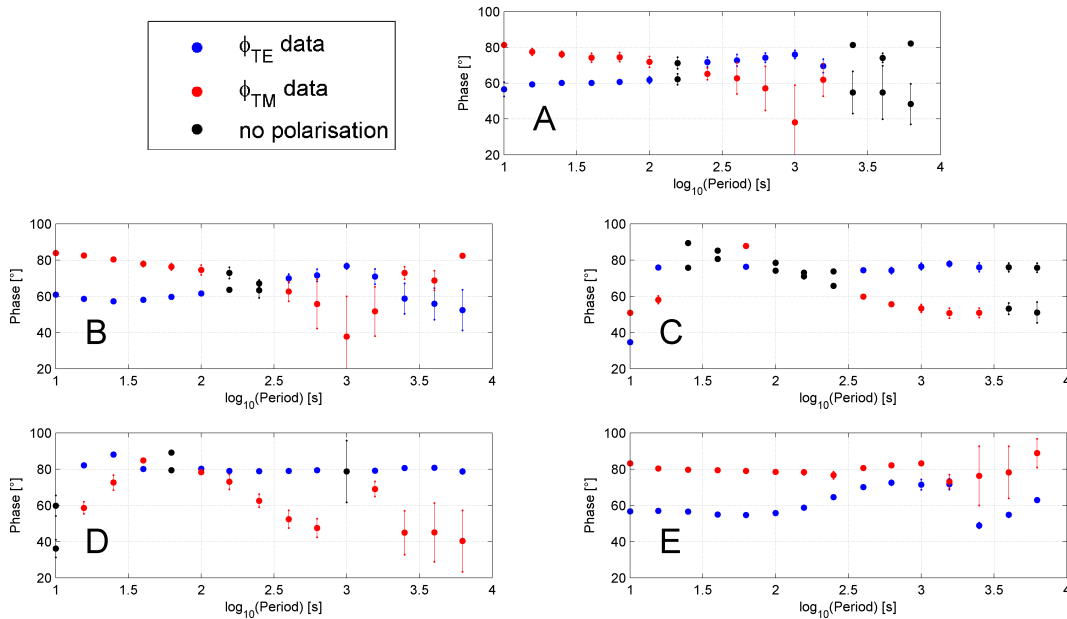 ϕTE data
ϕTM data
no polarisation
100
80
60
40
20
Phase [°]
A
1 1.5 2 2.5 3 3.5 4
log10(Period) [s]
100
80
60
40
20
Phase [°]
B
1 1.5 2 2.5 3 3.5 4
log10(Period) [s]
100
80
60
40
20
Phase [°]
C
1 1.5 2 2.5 3 3.5 4
log10(Period) [s]
100
80
60
40
20
Phase [°]
D
1 1.5 2 2.5 3 3.5 4
log10(Period) [s]
100
80
60
40
20
Phase [°]
E
1 1.5 2 2.5 3 3.5 4
log10(Period) [s]